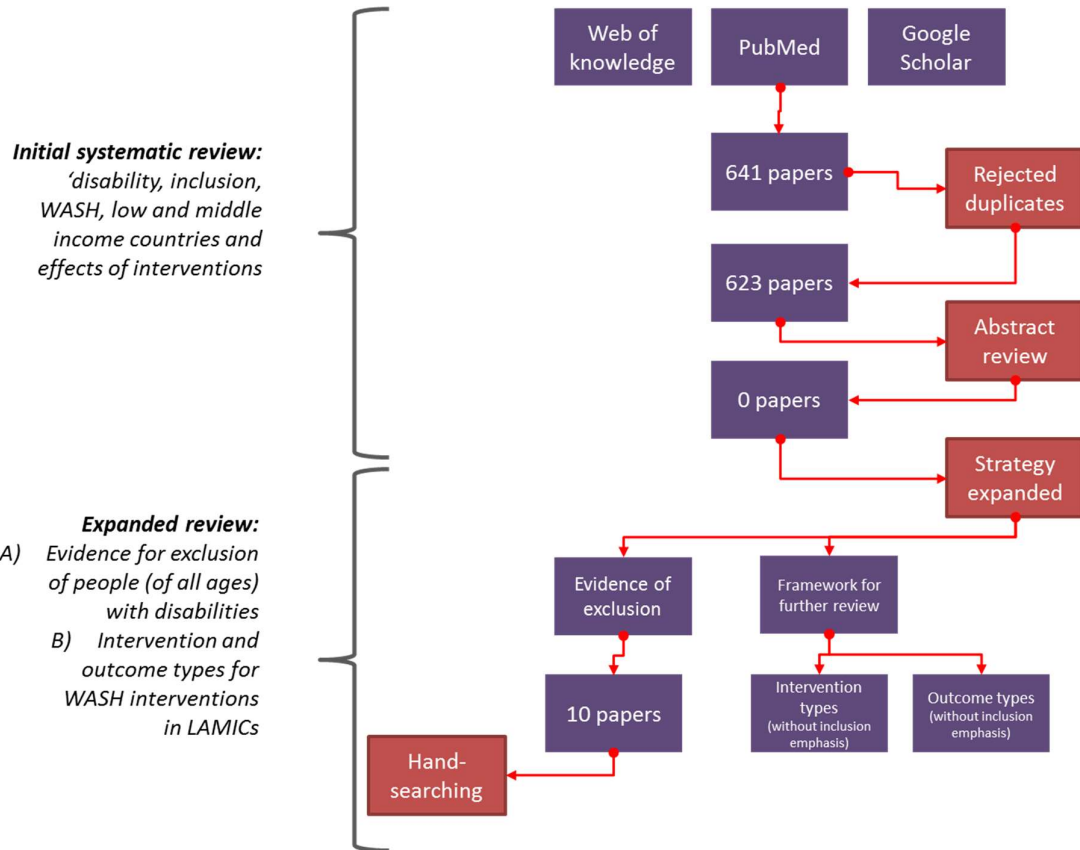 Web of
knowledge
PubMed
Google
Scholar
Initial systematic review:
‘disability, inclusion,
WASH, low and middle
income countries and
effects of interventions
641 papers
Rejected
duplicates
623 papers
Abstract
review
0 papers
Strategy
expanded
Expanded review:
A) Evidence for exclusion
of people (of all ages)
with disabilities
B) Intervention and
outcome types for
WASH interventions
in LAMICs
Evidence of
exclusion
Framework for
further review
10 papers
Intervention
types
(without inclusion
emphasis)
Outcome types
(without inclusion
emphasis)
Hand-
searching